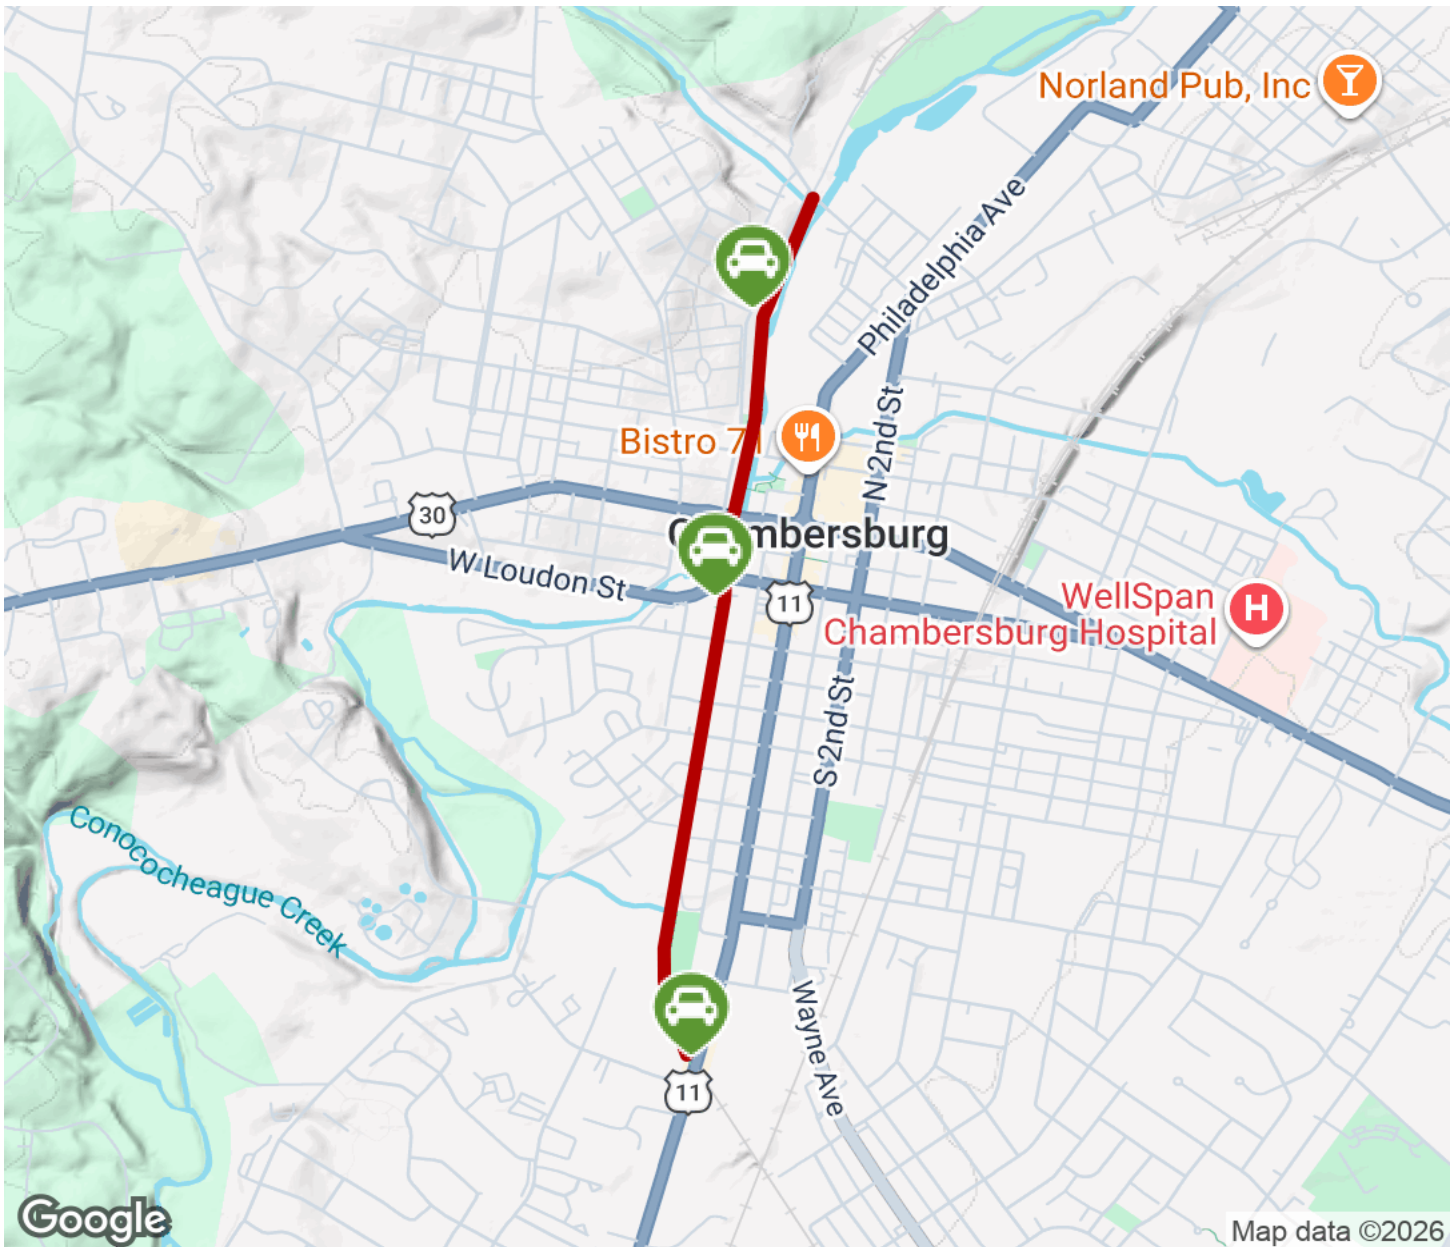 Norland Pub, Inc
Philadelphia Ave
N 2nd St
Bistro 71
30
Chambersburg
W Loudon St
11
WellSpan
Chambersburg Hospital
S 2nd St
Conococheague Creek
Wayne Ave
11
Google
Map data ©2026